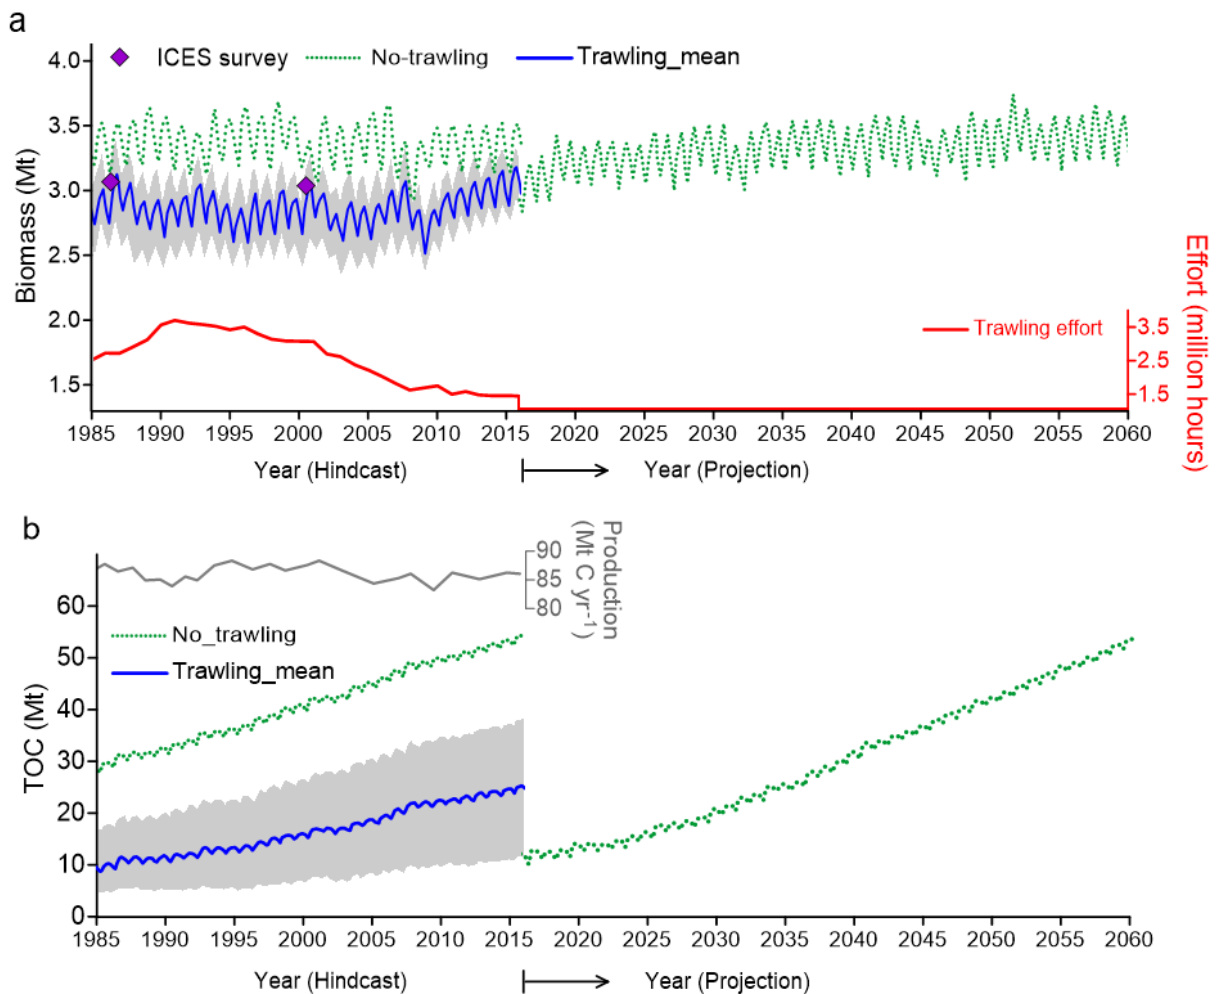 a
ICES survey No-trawling Trawling_mean
4.0
3.5
3.0
2.5
2.0
1.5
Biomass (Mt)
Trawling effort
3.5
2.5
1.5
Effort (million hours)
1985 1990 1995 2000 2005 2010 2015 2020 2025 2030 2035 2040 2045 2050 2055 2060
Year (Hindcast) Year (Projection)
b
90
85
80
Production
(Mt C yr⁻¹)
No_trawling
Trawling_mean
60
50
40
30
20
10
0
TOC (Mt)
1985 1990 1995 2000 2005 2010 2015 2020 2025 2030 2035 2040 2045 2050 2055 2060
Year (Hindcast) Year (Projection)